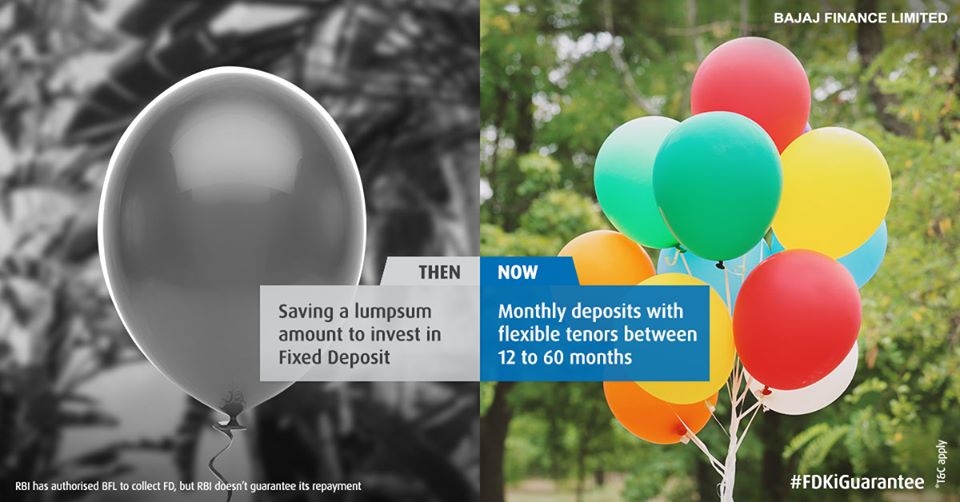 BAJAJ FINANCE LIMITED
THEN
Saving a lumpsum
amount to invest in
Fixed Deposit
NOW
Monthly deposits with
flexible tenors between
12 to 60 months
RBI has authorised BFL to collect FD, but RBI doesn't guarantee its repayment
#FDKiGuarantee
*T&C apply